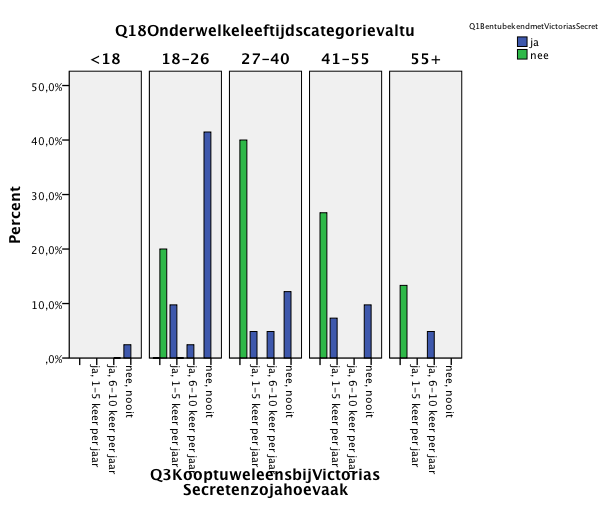 Q18Onderwelkeleeftijdscategorievaltu
Q1BentubekendmetVictoriasSecret
ja
nee
<18
18-26
27-40
41-55
55+
Percent
50,0%
40,0%
30,0%
20,0%
10,0%
,0%
ja, 1-5 keer per jaar
ja, 6-10 keer per jaar
nee, nooit
ja, 1-5 keer per jaar
ja, 6-10 keer per jaar
nee, nooit
ja, 1-5 keer per jaar
ja, 6-10 keer per jaar
nee, nooit
ja, 1-5 keer per jaar
ja, 6-10 keer per jaar
nee, nooit
ja, 1-5 keer per jaar
ja, 6-10 keer per jaar
nee, nooit
Q3KooptuweleensbijVictorias
Secretenzojahoevaak